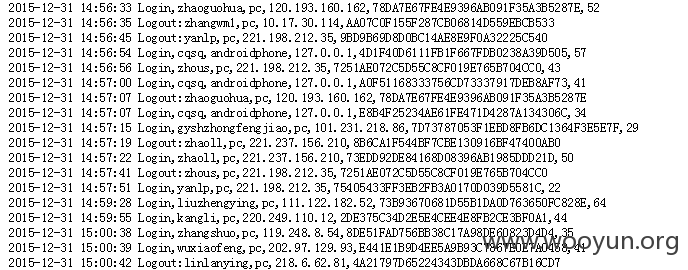 2015-12-31 14:56:33 Login,zhaoguohua,pc,120.193.160.162,78DA7E67FE4E9396AB091F35A3B5287E,52
2015-12-31 14:56:35 Logout:zhangwm1,pc,10.17.30.114,AA07C0F155F287CB06814D559EBCB533
2015-12-31 14:56:45 Logout:yanlp,pc,221.198.212.35,9BD9B69D8D0BC14AE8E9F0A32225C540
2015-12-31 14:56:54 Login,cqsq,androidphone,127.0.0.1,4D1F40D6111FB1F667FDB0238A39D505,57
2015-12-31 14:56:56 Login,zhous,pc,221.198.212.35,7251AE072C5D55C8CF019E765B704CC0,43
2015-12-31 14:57:00 Login,cqsq,androidphone,127.0.0.1,A0F51168333756CD73337917DEB8AF73,41
2015-12-31 14:57:07 Logout:zhaoguohua,pc,120.193.160.162,78DA7E67FE4E9396AB091F35A3B5287E
2015-12-31 14:57:07 Login,cqsq,androidphone,127.0.0.1,E8B4F25234AE61FE471D4287A134306C,34
2015-12-31 14:57:15 Login,gyshzhongfengjiao,pc,101.231.218.86,7D73787053F1EBD8FB6DC1364F3E5E7F,29
2015-12-31 14:57:19 Logout:zhaoll,pc,221.237.156.210,8B6CA1F544BF7CBE130916BF47400AB0
2015-12-31 14:57:22 Login,zhaoll,pc,221.237.156.210,73EDD92DE84168D08396AB1985DDD21D,50
2015-12-31 14:57:41 Logout:zhous,pc,221.198.212.35,7251AE072C5D55C8CF019E765B704CC0
2015-12-31 14:57:51 Login,yanlp,pc,221.198.212.35,75405433FF3EB2FB3A0170D039D5581C,22
2015-12-31 14:59:28 Login,liuzhengying,pc,111.122.182.52,73B93670681D55B1DA0D763650FC828E,64
2015-12-31 14:59:55 Login,kangli,pc,220.249.110.12,2DE375C34D2E5E4CEE4E8FB2CE3BF0A1,44
2015-12-31 15:00:38 Login,zhangshuo,pc,119.248.8.54,8DE51FAD756BB38C17A98DE60823D4D4,35
2015-12-31 15:00:39 Login,wuxiaofeng,pc,202.97.129.93,
2015-12-31 15:00:42 Logout:linlanying,pc,218.6.62.81,4A21797D65224343DBDA668C67B16CD7
www.wooyun.org